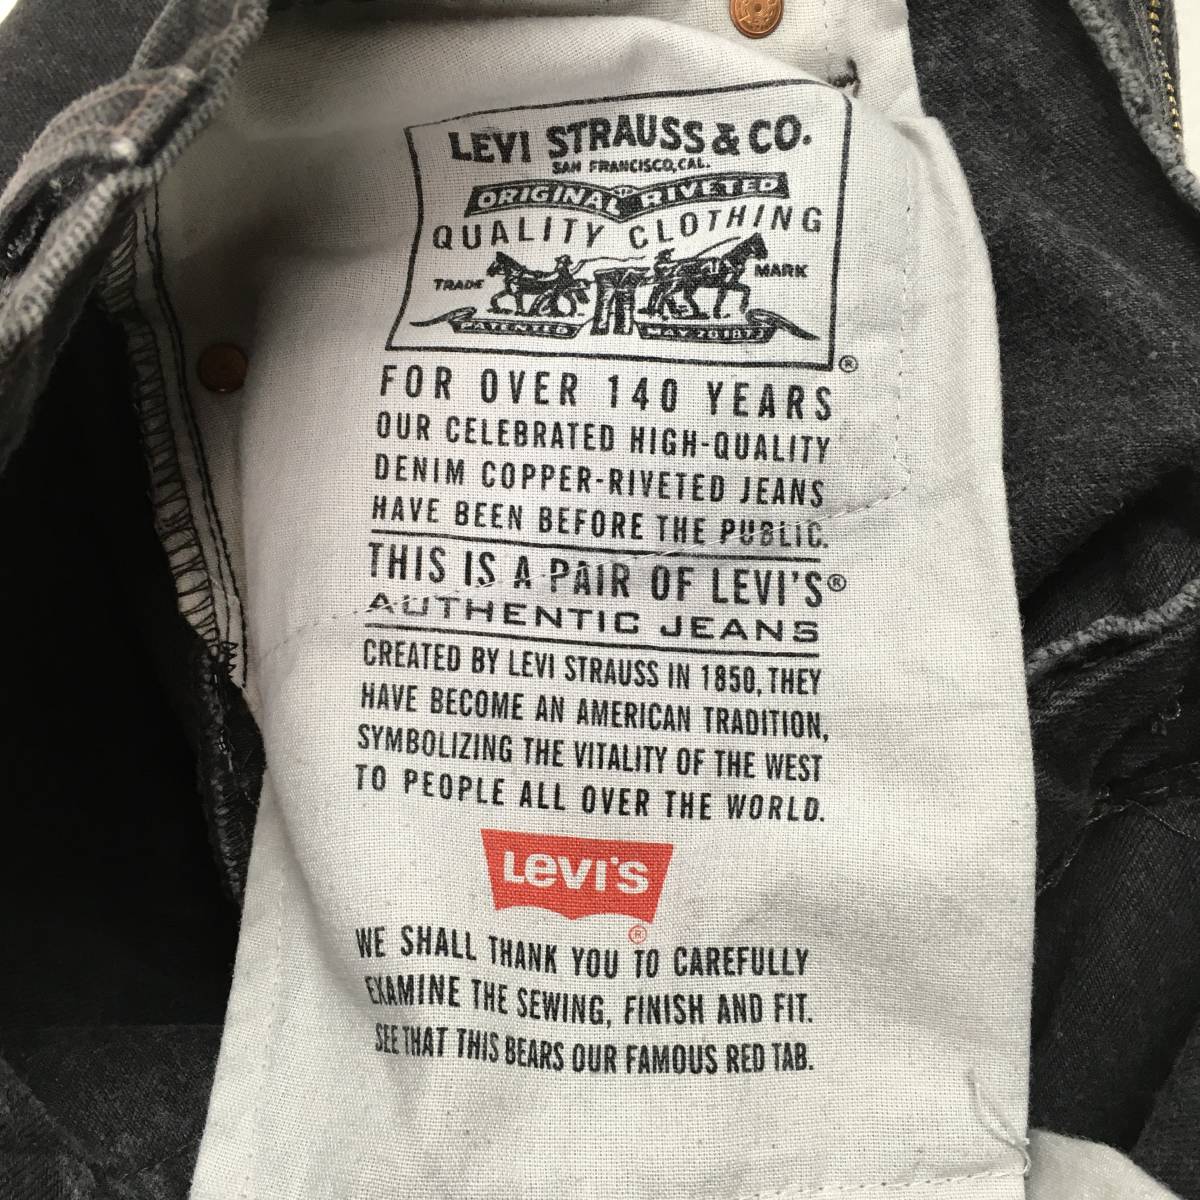 LEVI STRAUSS & CO.
SAN FRANCISCO, CAL.
ORIGINAL RIVETED
QUALITY CLOTHING
TRADE MARK
PATENTED MAY 20 1873
®
FOR OVER 140 YEARS
OUR CELEBRATED HIGH-QUALITY
DENIM COPPER-RIVETED JEANS
HAVE BEEN BEFORE THE PUBLIC.
THIS IS A PAIR OF LEVI'S®
AUTHENTIC JEANS
CREATED BY LEVI STRAUSS IN 1850, THEY
HAVE BECOME AN AMERICAN TRADITION,
SYMBOLIZING THE VITALITY OF THE WEST
TO PEOPLE ALL OVER THE WORLD.
Levi's
®
WE SHALL THANK YOU TO CAREFULLY
EXAMINE THE SEWING, FINISH AND FIT.
SEE THAT THIS BEARS OUR FAMOUS RED TAB.